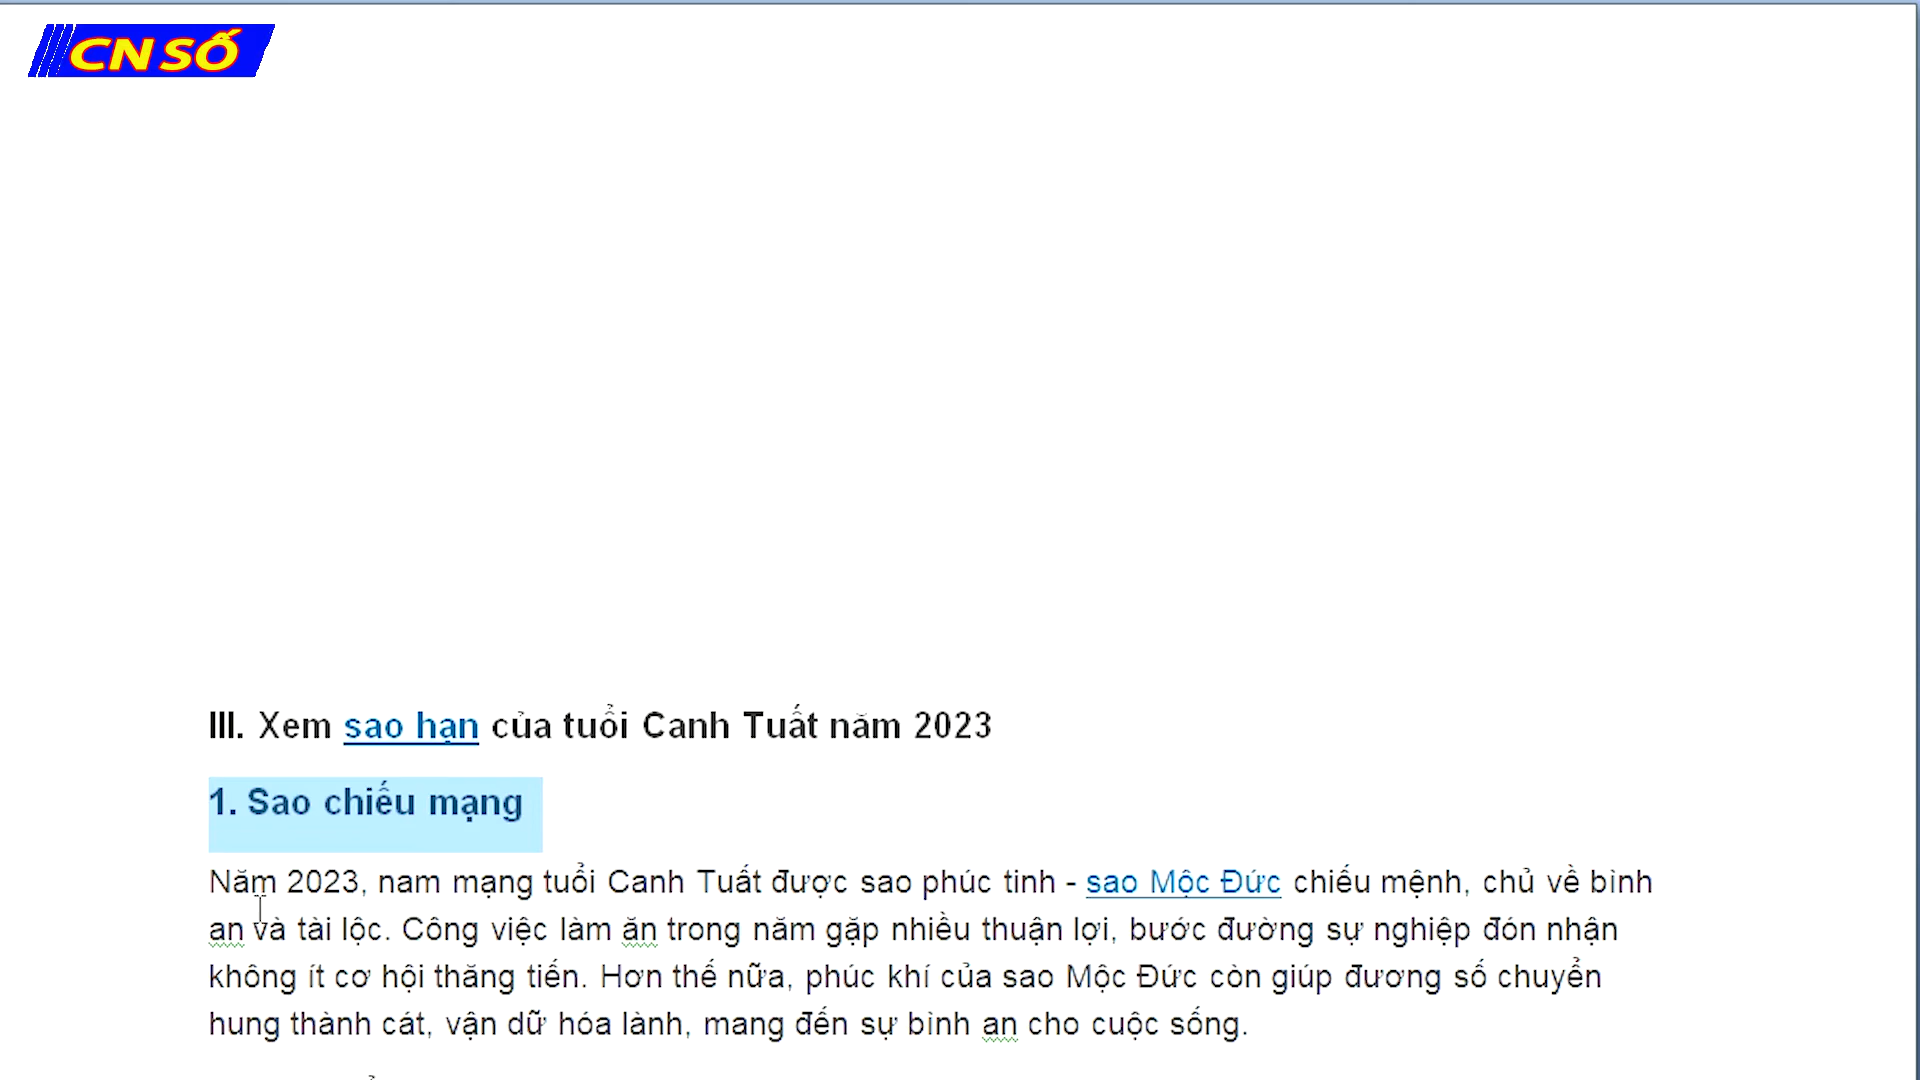 CN SỐ
III. Xem sao hạn của tuổi Canh Tuất năm 2023
1. Sao chiếu mạng
Năm 2023, nam mạng tuổi Canh Tuất được sao phúc tinh - sao Mộc Đức chiếu mệnh, chủ về bình
an và tài lộc. Công việc làm ăn trong năm gặp nhiều thuận lợi, bước đường sự nghiệp đón nhận
không ít cơ hội thăng tiến. Hơn thế nữa, phúc khí của sao Mộc Đức còn giúp đương số chuyển
hung thành cát, vận dữ hóa lành, mang đến sự bình an cho cuộc sống.